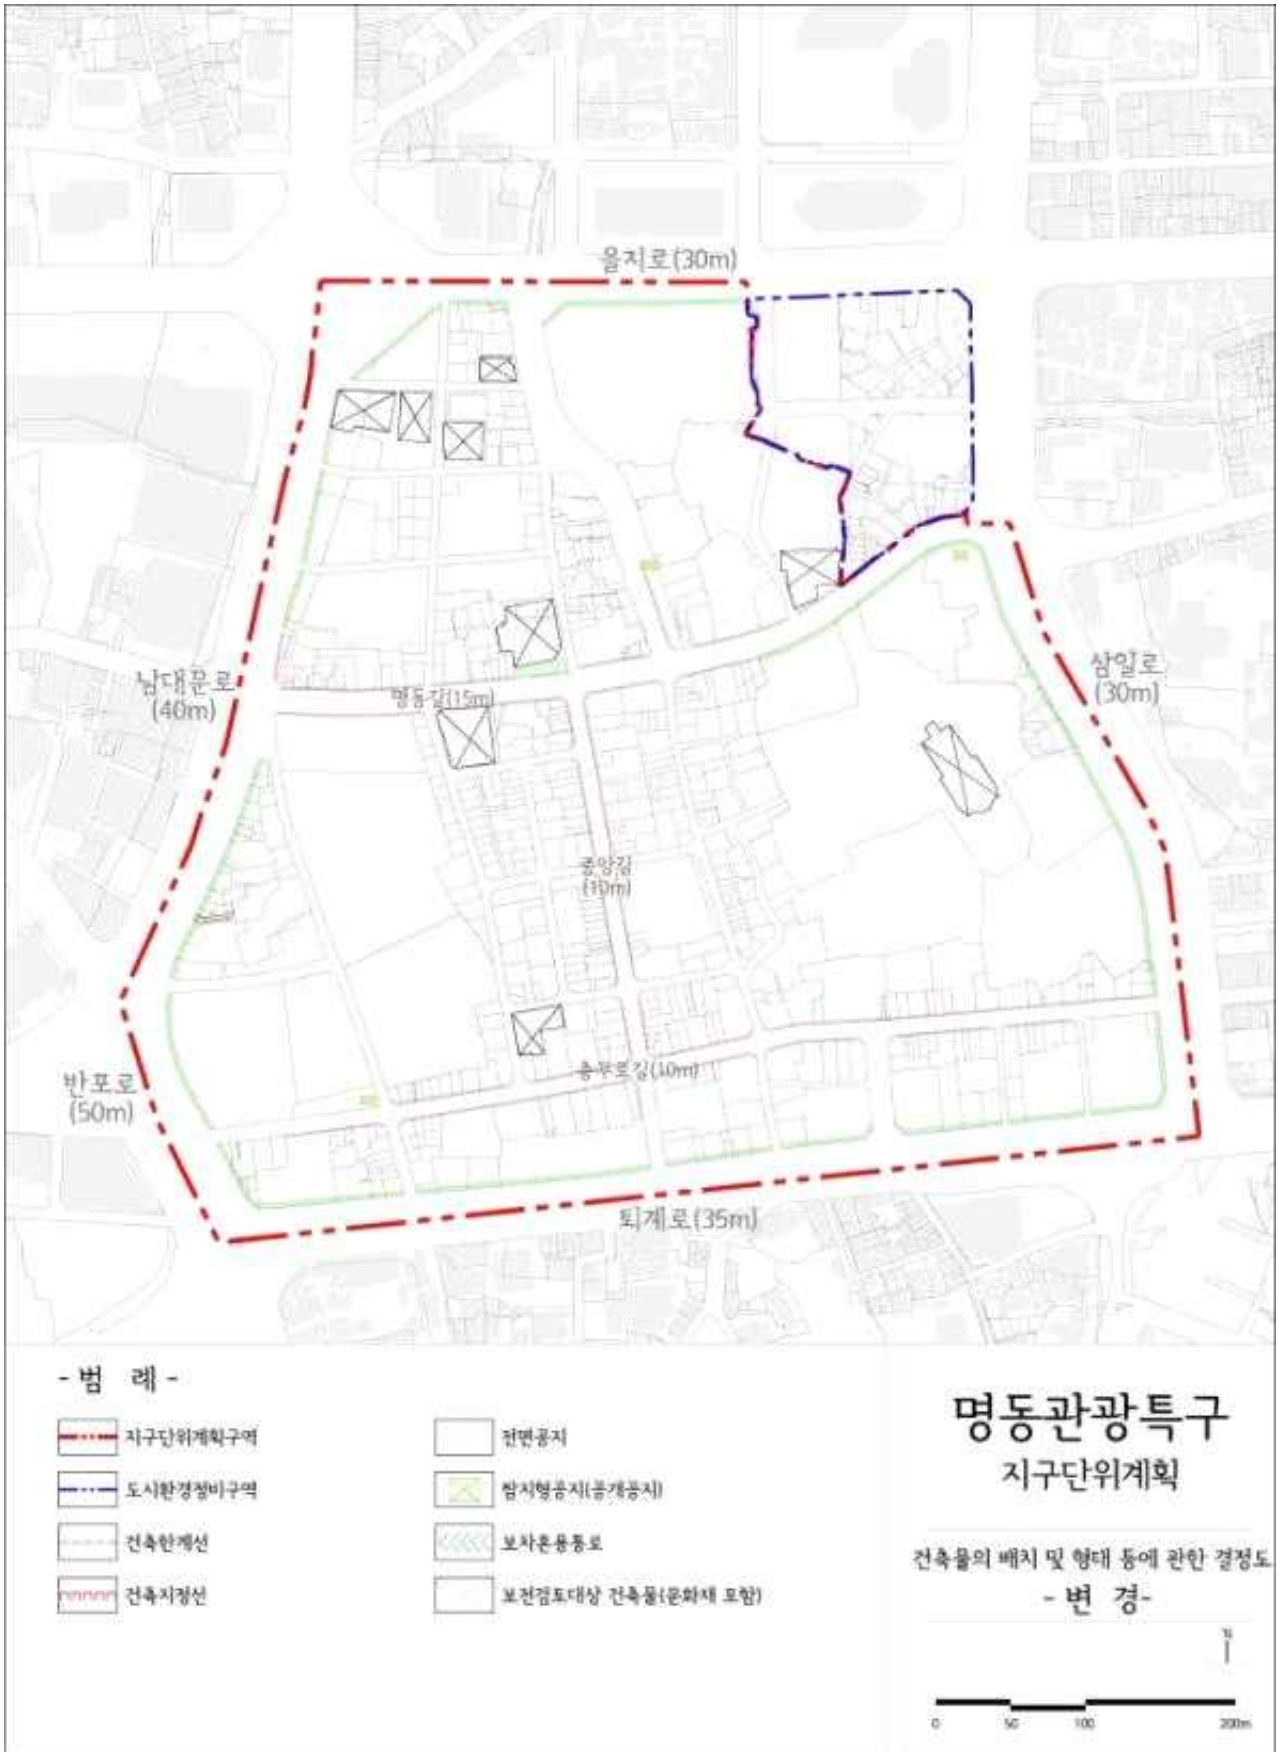 을지로(30m)
남대문로
(40m)
삼일로
(30m)
명동길(15m)
중앙길
(10m)
반포로
(50m)
충무로길(10m)
퇴계로(35m)
- 범 례 -
지구단위계획구역
도시환경정비구역
건축한계선
건축지정선
전면공지
쌈지형공지(공개공지)
보차혼용통로
보전검토대상 건축물(문화재 포함)
명동관광특구
지구단위계획
건축물의 배치 및 형태 등에 관한 결정도
- 변 경-
N
0 50 100 200m